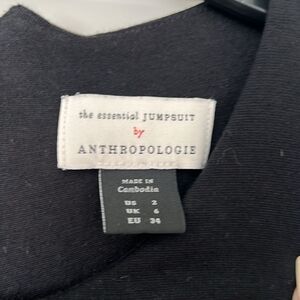 the essential JUMPSUIT
by
ANTHROPOLOGIE
MADE IN
Cambodia
US 2
UK 6
EU 34